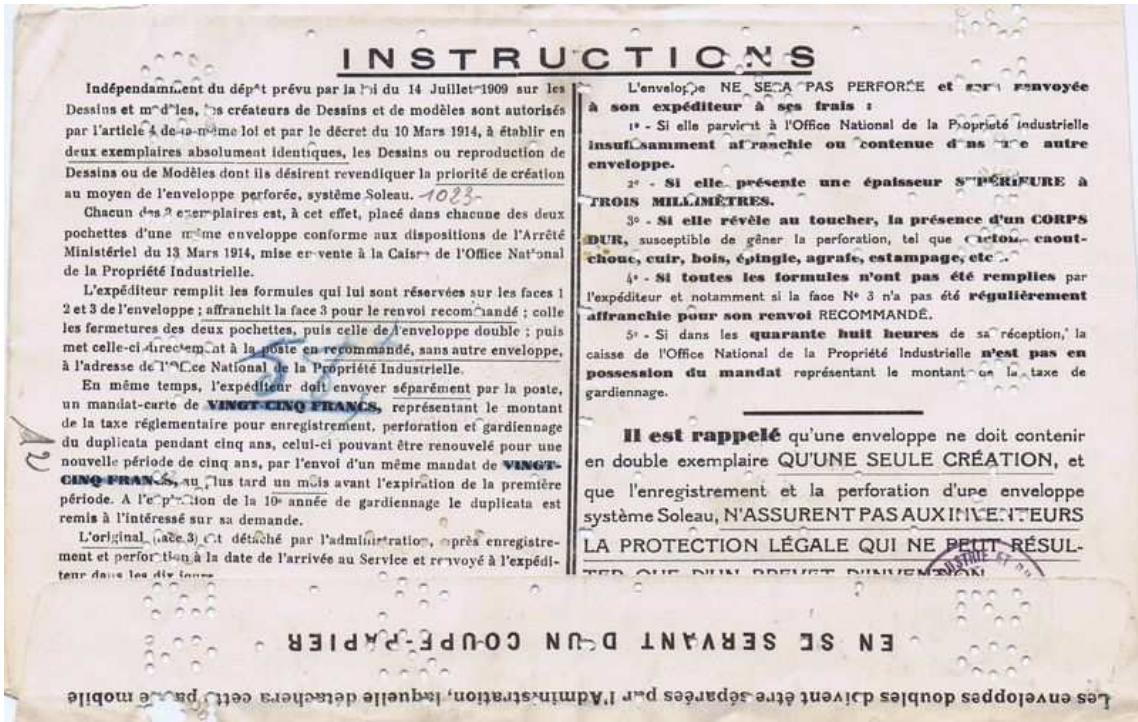 INSTRUCTIONS
Indépendamment du dépôt prévu par la loi du 14 Juillet 1909 sur les
Dessins et modèles, les créateurs de Dessins et de modèles sont autorisés
par l'article 4 de la même loi et par le décret du 10 Mars 1914, à établir en
deux exemplaires absolument identiques, les Dessins ou reproduction de
Dessins ou de Modèles dont ils désirent revendiquer la priorité de création
au moyen de l'enveloppe perforée, système Soleau. 1023
Chacun des 2 exemplaires est, à cet effet, placé dans chacune des deux
pochettes d'une même enveloppe conforme aux dispositions de l'Arrêté
Ministériel du 13 Mars 1914, mise en vente à la Caisse de l'Office National
de la Propriété Industrielle.
L'expéditeur remplit les formules qui lui sont réservées sur les faces 1
2 et 3 de l'enveloppe ; affranchit la face 3 pour le renvoi recommandé ; colle
les fermetures des deux pochettes, puis celle de l'enveloppe double ; puis
met celle-ci directement à la poste en recommandé, sans autre enveloppe,
à l'adresse de l'Office National de la Propriété Industrielle.
En même temps, l'expéditeur doit envoyer séparément par la poste,
un mandat-carte de VINGT-CINQ FRANCS, représentant le montant
de la taxe réglementaire pour enregistrement, perforation et gardiennage
du duplicata pendant cinq ans, celui-ci pouvant être renouvelé pour une
nouvelle période de cinq ans, par l'envoi d'un même mandat de VINGT-
CINQ FRANCS, au plus tard un mois avant l'expiration de la première
période. A l'expiration de la 10e année de gardiennage le duplicata est
remis à l'intéressé sur sa demande.
L'original (face 3) est détaché par l'administration, après enregistre-
ment et perforation à la date de l'arrivée au Service et renvoyé à l'expédi-
teur dans les dix jours
L'enveloppe NE SERA PAS PERFORÉE et sera renvoyée
à son expéditeur à ses frais :
1° - Si elle parvient à l'Office National de la Propriété Industrielle
insuffisamment affranchie ou contenue dans une autre
enveloppe.
2° - Si elle présente une épaisseur SUPÉRIEURE à
TROIS MILLIMÈTRES.
3° - Si elle révèle au toucher, la présence d'un CORPS
DUR, susceptible de gêner la perforation, tel que carton, caout-
chouc, cuir, bois, épingle, agrafe, estampage, etc...
4° - Si toutes les formules n'ont pas été remplies par
l'expéditeur et notamment si la face N° 3 n'a pas été régulièrement
affranchie pour son renvoi RECOMMANDÉ.
5° - Si dans les quarante huit heures de sa réception, la
caisse de l'Office National de la Propriété Industrielle n'est pas en
possession du mandat représentant le montant de la taxe de
gardiennage.
Il est rappelé qu'une enveloppe ne doit contenir
en double exemplaire QU'UNE SEULE CRÉATION, et
que l'enregistrement et la perforation d'une enveloppe
système Soleau, N'ASSURENT PAS AUX INVENTEURS
LA PROTECTION LÉGALE QUI NE PEUT RÉSUL-
TER QUE D'UN BREVET D'INVENTION
EN SE SERVANT D'UN COUPE-PAPIER
Les enveloppes doubles doivent être séparées par l'Administration, laquelle détachera cette partie mobile